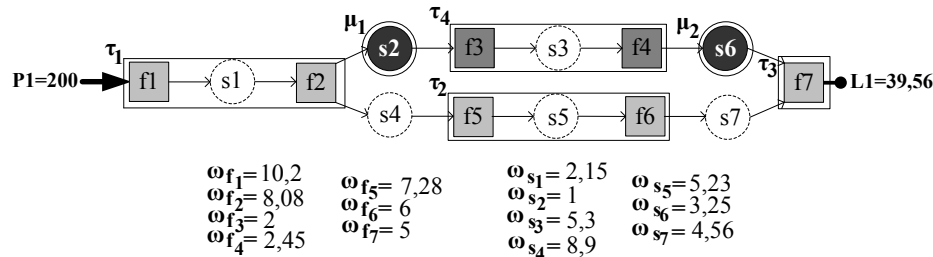 μ1 τ4 μ2
τ1 s2 f3 s3 f4 s6 τ3
P1=200 f1 s1 f2 f7 L1=39,56
τ2
s4 f5 s5 f6 s7
ωf1= 10,2
ωf2= 8,08
ωf3= 2
ωf4= 2,45
ωf5= 7,28
ωf6= 6
ωf7= 5
ωs1= 2,15
ωs2= 1
ωs3= 5,3
ωs4= 8,9
ωs5= 5,23
ωs6= 3,25
ωs7= 4,56